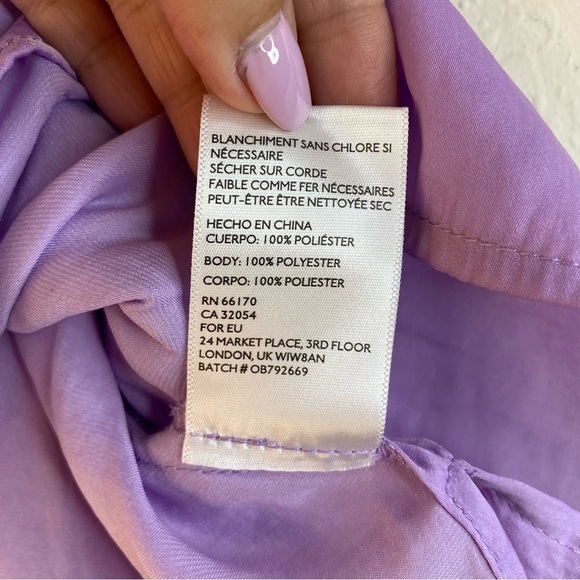 BLANCHIMENT SANS CHLORE SI
NÉCESSAIRE
SÉCHER SUR CORDE
FAIBLE COMME FER NÉCESSAIRES
PEUT-ÊTRE ÊTRE NETTOYÉE SEC
HECHO EN CHINA
CUERPO: 100% POLIÉSTER
BODY: 100% POLYESTER
CORPO: 100% POLIESTER
RN 66170
CA 32054
FOR EU
24 MARKET PLACE, 3RD FLOOR
LONDON, UK WIW8AN
BATCH # OB792669